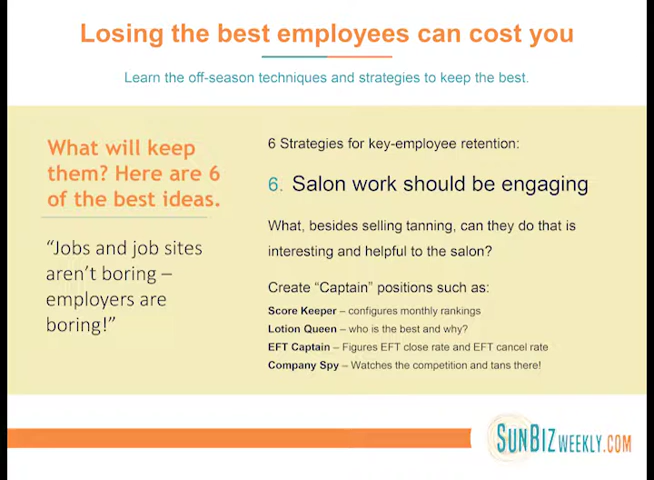 Losing the best employees can cost you
Learn the off-season techniques and strategies to keep the best.
What will keep
them? Here are 6
of the best ideas.
“Jobs and job sites
aren’t boring –
employers are
boring!”
6 Strategies for key-employee retention:
6. Salon work should be engaging
What, besides selling tanning, can they do that is
interesting and helpful to the salon?
Create “Captain” positions such as:
Score Keeper – configures monthly rankings
Lotion Queen – who is the best and why?
EFT Captain – Figures EFT close rate and EFT cancel rate
Company Spy – Watches the competition and tans there!
SUNBIZWEEKLY.COM